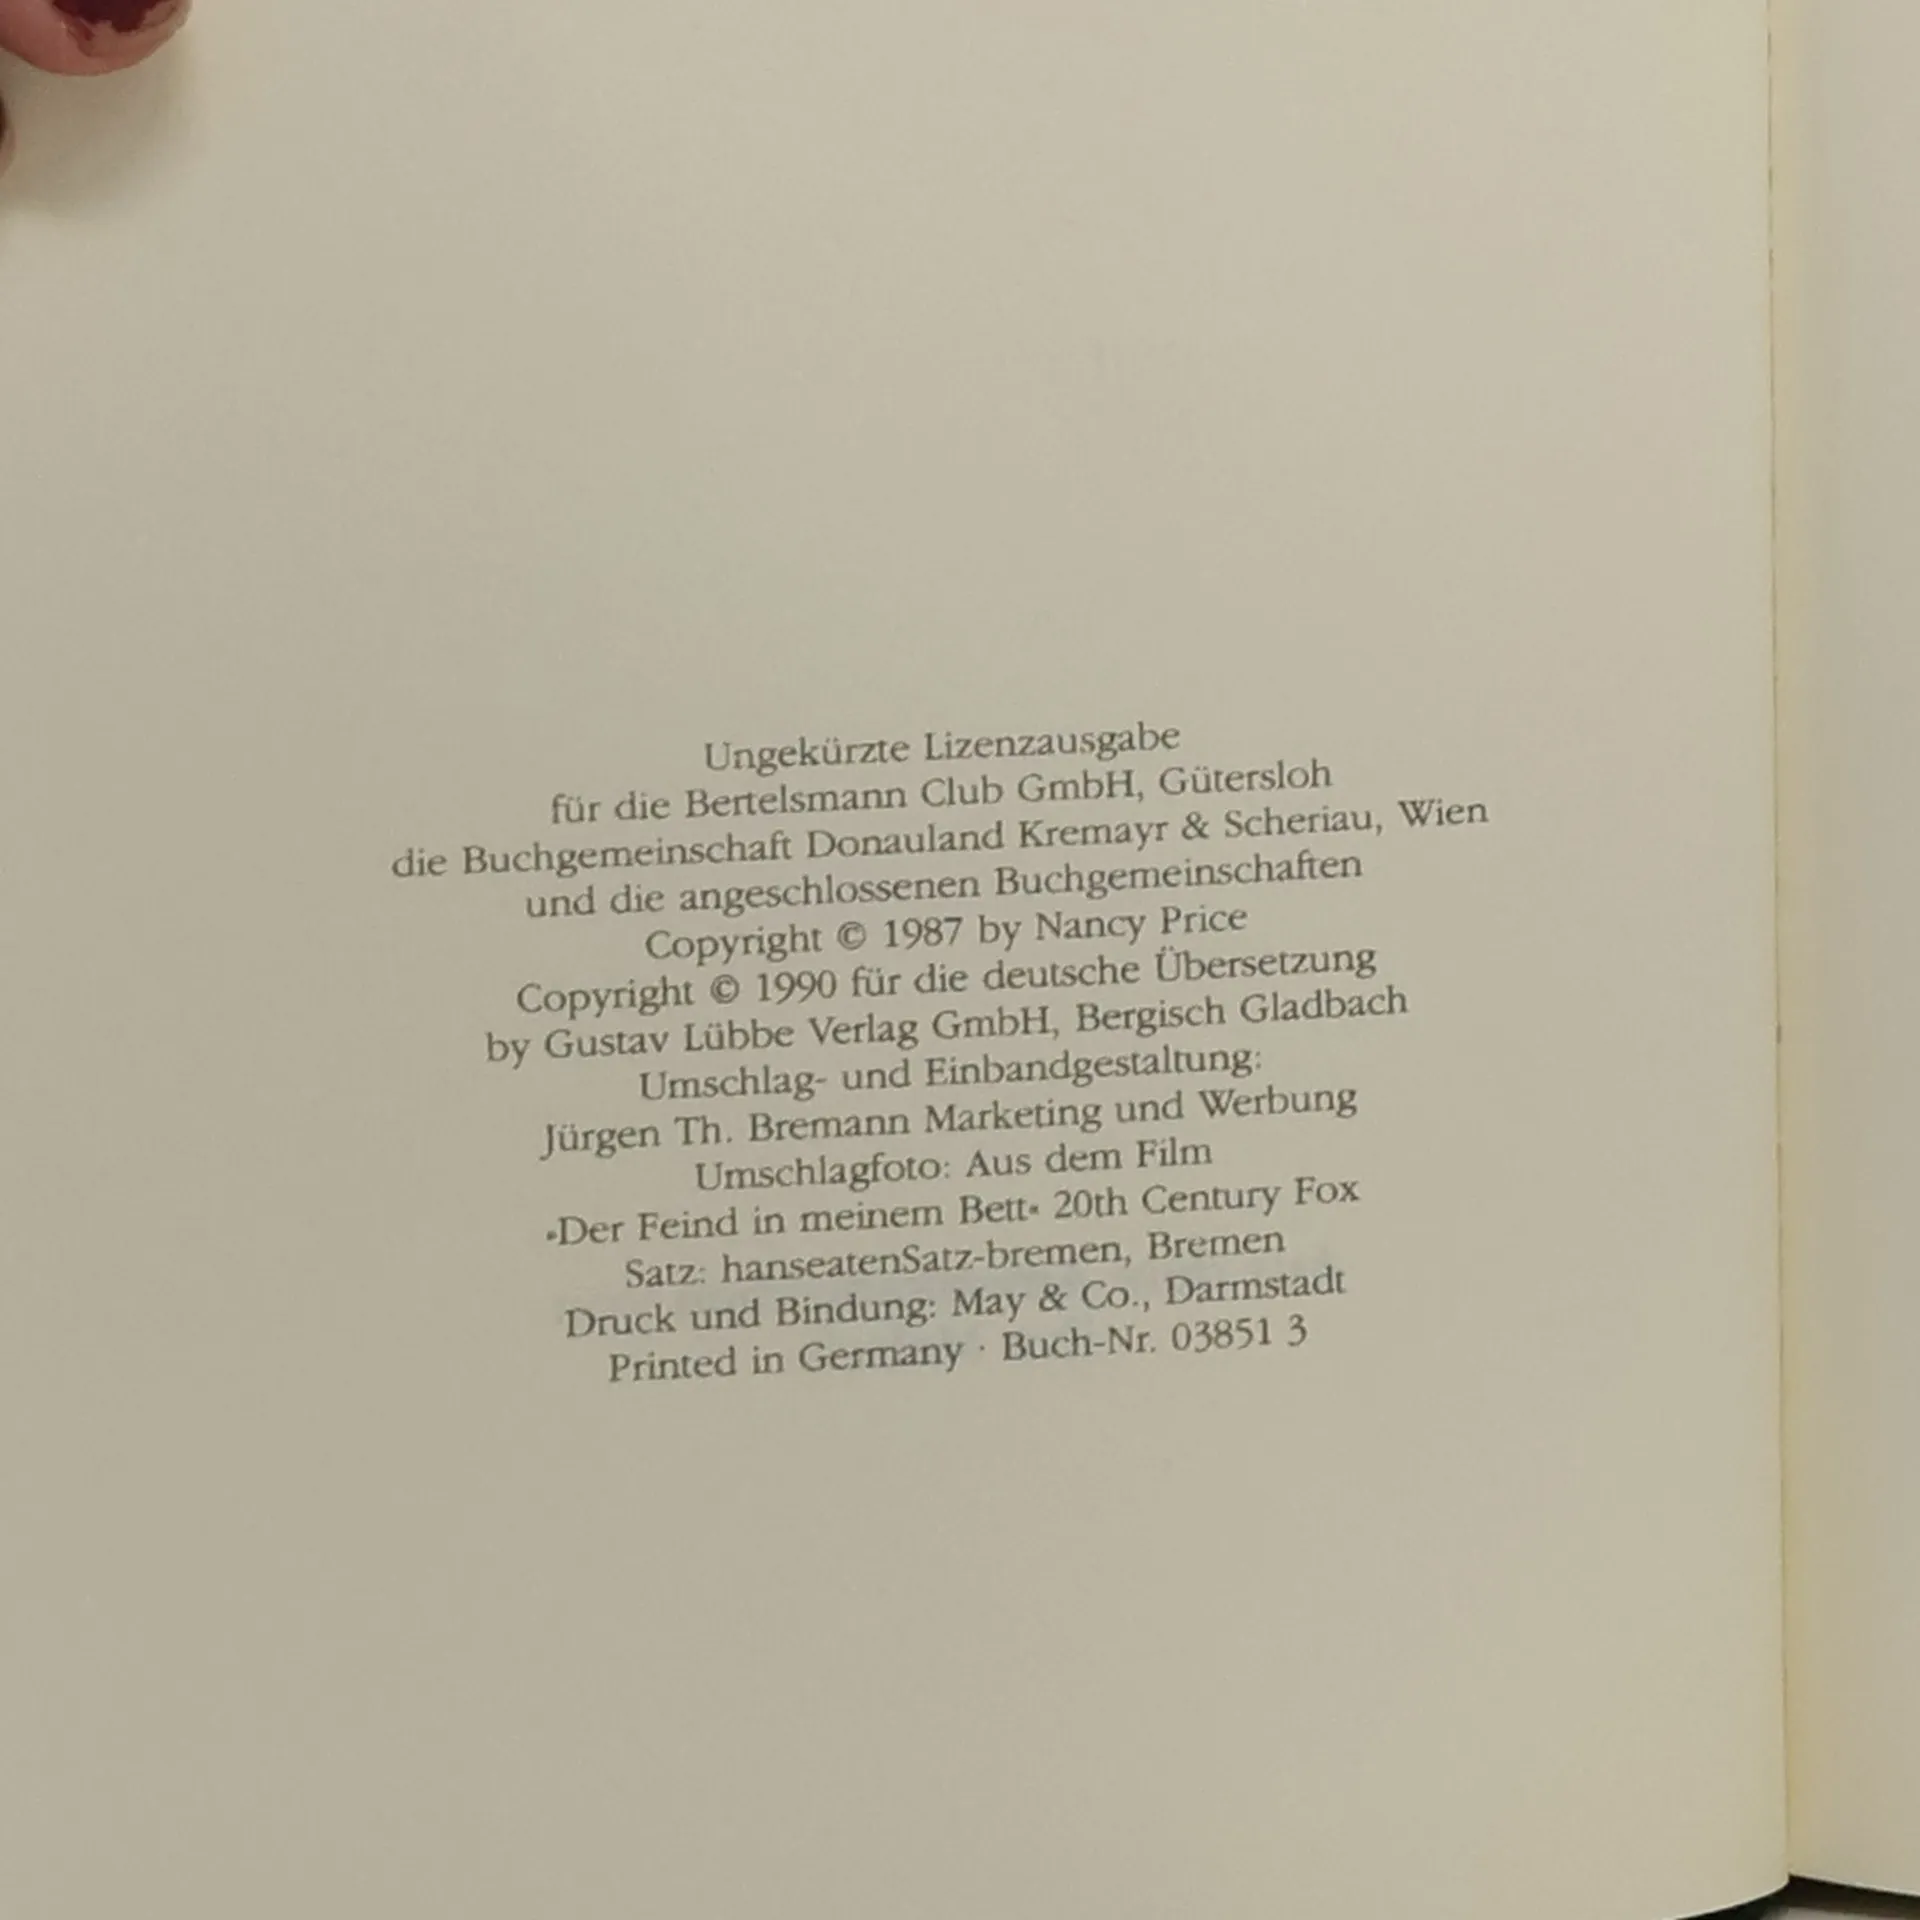 Ungekürzte Lizenzausgabe
für die Bertelsmann Club GmbH, Gütersloh
die Buchgemeinschaft Donauland Kremayr & Scheriau, Wien
und die angeschlossenen Buchgemeinschaften
Copyright © 1987 by Nancy Price
Copyright © 1990 für die deutsche Übersetzung
by Gustav Lübbe Verlag GmbH, Bergisch Gladbach
Umschlag- und Einbandgestaltung:
Jürgen Th. Bremann Marketing und Werbung
Umschlagfoto: Aus dem Film
»Der Feind in meinem Bett« 20th Century Fox
Satz: hanseatenSatz-bremen, Bremen
Druck und Bindung: May & Co., Darmstadt
Printed in Germany · Buch-Nr. 03851 3